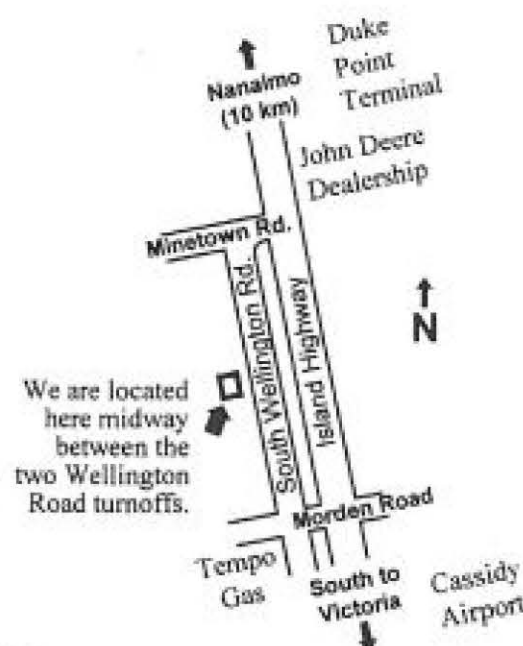 Duke
Point
Terminal
Nanaimo
(10 km)
John Deere
Dealership
Minetown Rd.
South Wellington Rd.
Island Highway
N
We are located
here midway
between the
two Wellington
Road turnoffs.
Morden Road
Tempo
Gas
South to
Victoria
Cassidy
Airport